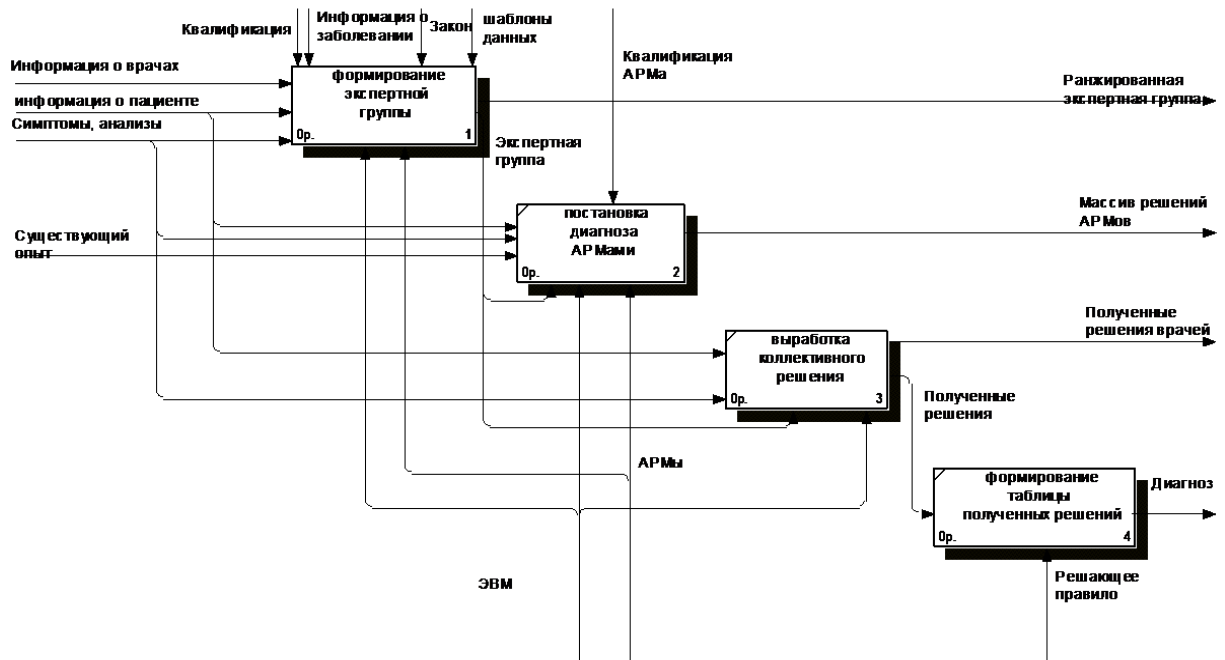 Квалификация
Информация о
заболевании
Закон
шаблоны
данных
Квалификация
АРМа
Информация о врачах
информация о пациенте
Симптомы, анализы
формирование
экспертной
группы
0р.
1
Ранжированная
экспертная группа
Экспертная
группа
Существующий
опыт
постановка
диагноза
АРМами
0р.
2
Массив решений
АРМов
выработка
коллективного
решения
0р.
3
Полученные
решения врачей
Полученные
решения
АРМы
формирование
таблицы
полученных решений
0р.
4
Диагноз
ЭВМ
Решающее
правило